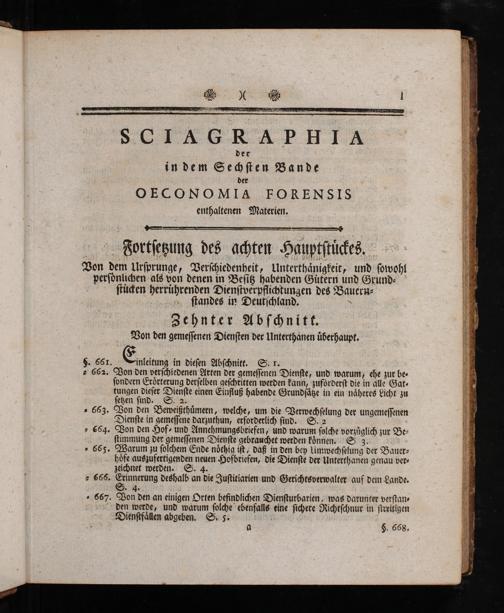 )( 1
SCIAGRAPHIA
der
in dem Sechsten Bande
der
OECONOMIA FORENSIS
enthaltenen Materien.
Fortsetzung des achten Hauptstückes.
Von dem Ursprunge, Verschiedenheit, Unterthänigkeit, und sowohl
persönlichen als von denen in Besitz habenden Gütern und Grund-
stücken herrührenden Dienstverpflichtungen des Bauern-
standes in Deutschland.
Zehnter Abschnitt.
Von den gemessenen Diensten der Unterthanen überhaupt.
§. 661. Einleitung in diesen Abschnitt. S. 1.
= 662. Von den verschiedenen Arten der gemessenen Dienste, und warum, ehe zur be-
sondern Erörterung derselben geschritten werden kann, zuförderst die in alle Gat-
tungen dieser Dienste einen Einfluß habende Grundsätze in ein näheres Licht zu
setzen sind. S. 2.
= 663. Von den Beweißthümern, welche, um die Verwechselung der ungemessenen
Dienste in gemessene darzuthun, erforderlich sind. S. 2
= 664. Von den Hof- und Annehmungsbriefen, und warum solche vorzüglich zur Be-
stimmung der gemessenen Dienste gebrauchet werden können. S. 3.
= 665. Warum zu solchem Ende nöthig ist, daß in den bey Umwechselung der Bauer-
höfe auszufertigenden neuen Hofbriefen, die Dienste der Unterthanen genau ver-
zeichnet werden. S. 4.
= 666. Erinnerung deshalb an die Justitiarien und Gerichtsverwalter auf dem Lande.
S. 4.
= 667. Von den an einigen Orten befindlichen Dienstturbarien, was darunter verstan-
den werde, und warum solche ebenfalls eine sichere Richtschnur in streitigen
Dienstfällen abgeben. S. 5.
a §. 668.